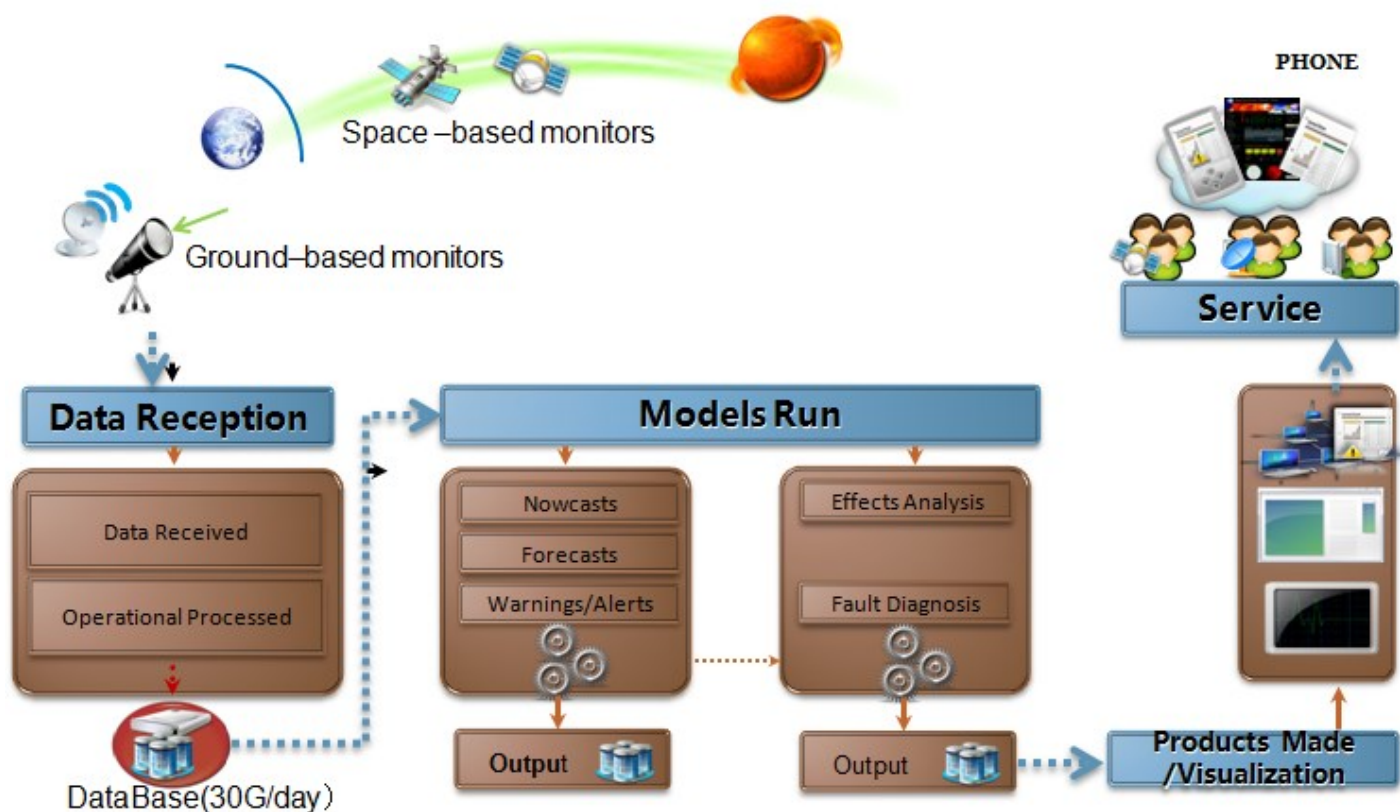 PHONE
Space –based monitors
Ground–based monitors
Service
Data Reception
Models Run
Data Received
Operational Processed
Nowcasts
Forecasts
Warnings/Alerts
Effects Analysis
Fault Diagnosis
Output
Output
Products Made
/Visualization
DataBase(30G/day）